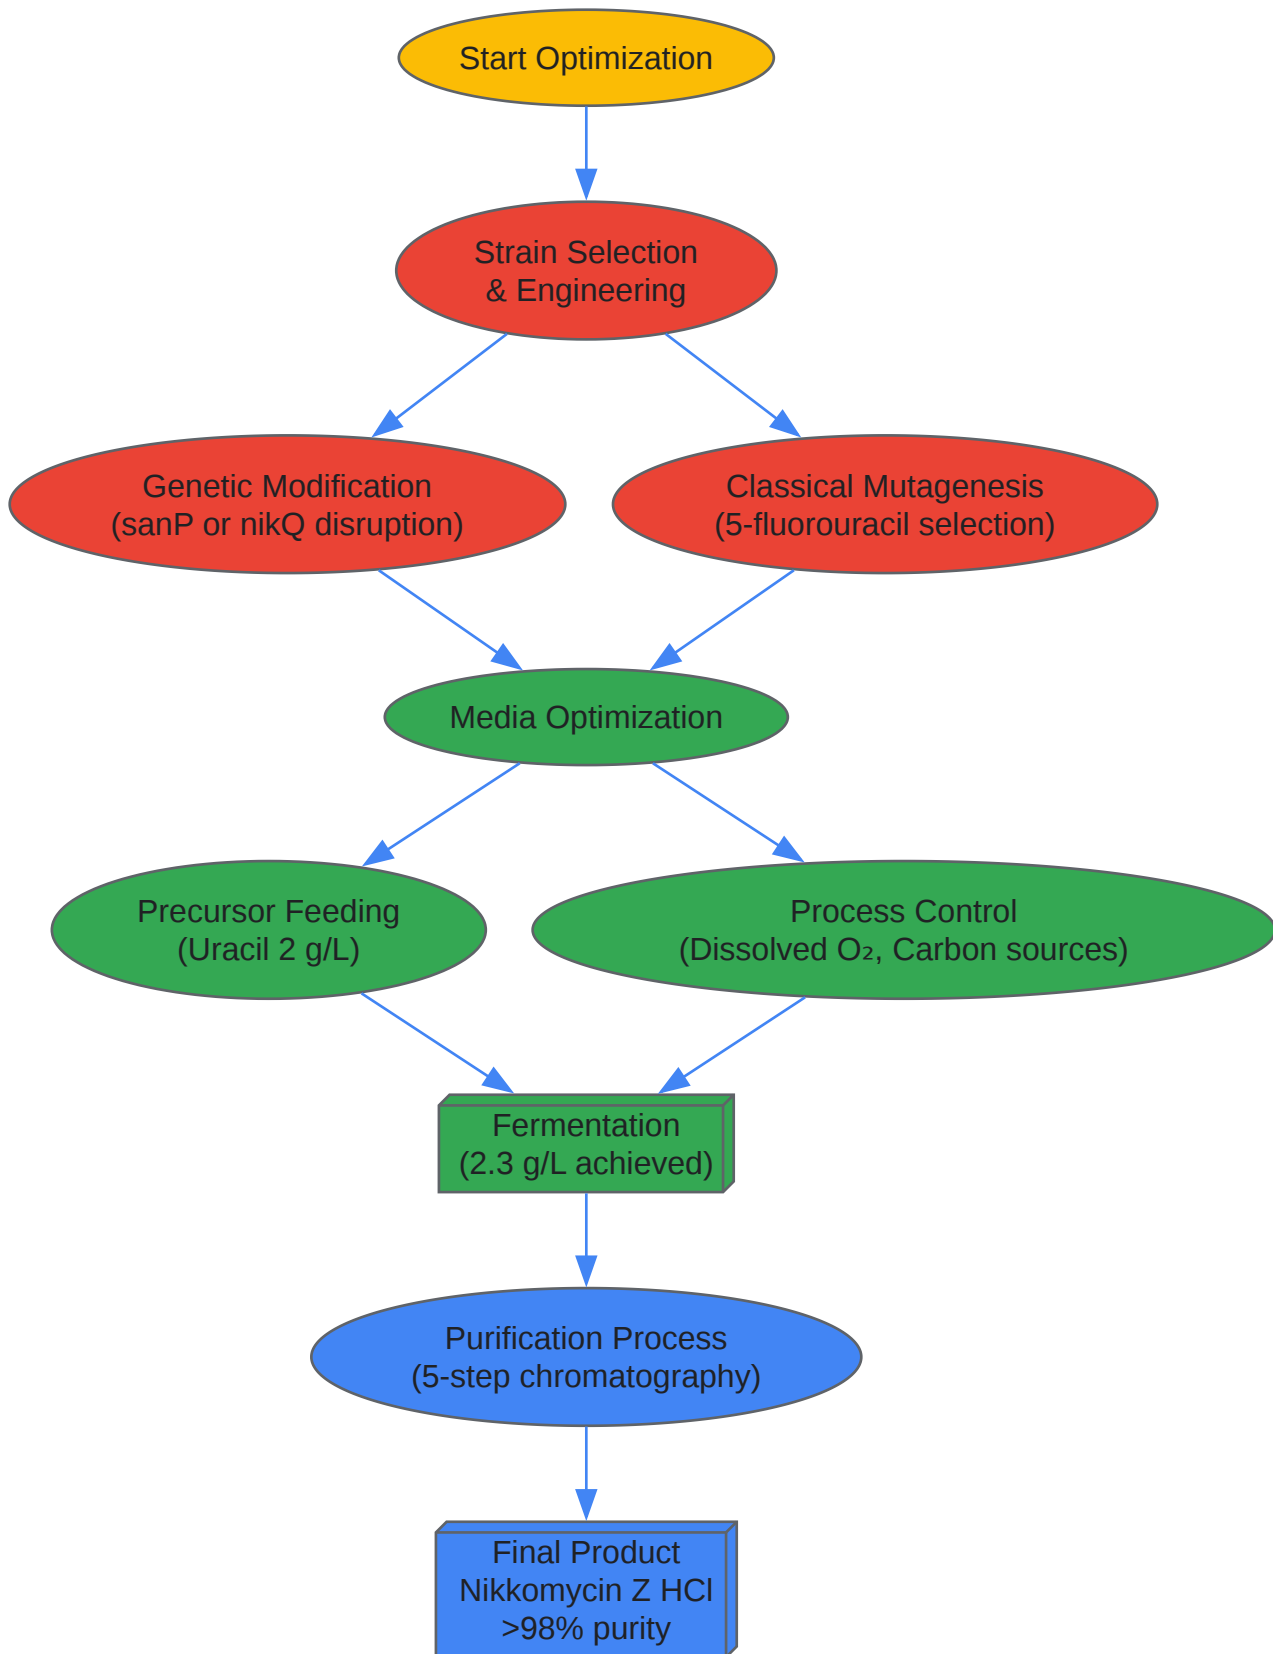 Start Optimization
Strain Selection
& Engineering
Genetic Modification
(sanP or nikQ disruption)
Classical Mutagenesis
(5-fluorouracil selection)
Media Optimization
Precursor Feeding
(Uracil 2 g/L)
Process Control
(Dissolved O₂, Carbon sources)
Fermentation
(2.3 g/L achieved)
Purification Process
(5-step chromatography)
Final Product
Nikkomycin Z HCl
>98% purity